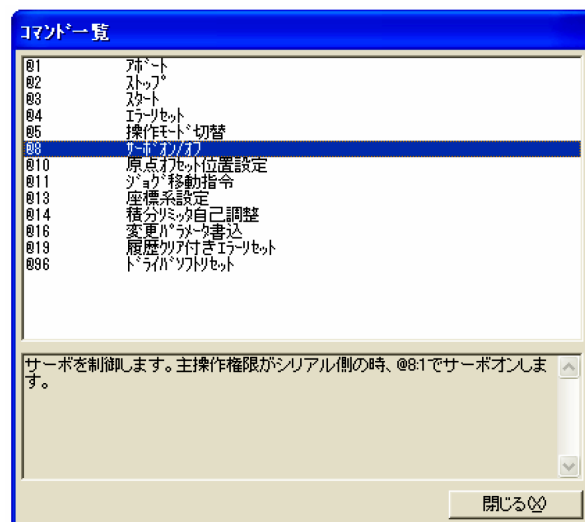 ｺﾏﾝﾄﾞ一覧
@1 ｱﾎﾞｰﾄ
@2 ｽﾄｯﾌﾟ
@3 ｽﾀｰﾄ
@4 ｴﾗｰﾘｾｯﾄ
@5 操作ﾓｰﾄﾞ切替
@8 ｻｰﾎﾞｵﾝ/ｵﾌ
@10 原点ｵﾌｾｯﾄ位置設定
@11 ｼﾞｮｸﾞ移動指令
@13 座標系設定
@14 積分ﾘﾐｯﾀ自己調整
@16 変更ﾊﾟﾗﾒｰﾀ書込
@19 履歴ｸﾘｱ付きｴﾗｰﾘｾｯﾄ
@96 ﾄﾞﾗｲﾊﾞｿﾌﾄﾘｾｯﾄ
サーボを制御します。主操作権限がシリアル側の時、@8:1でサーボオンしま
す。
閉じる(X)